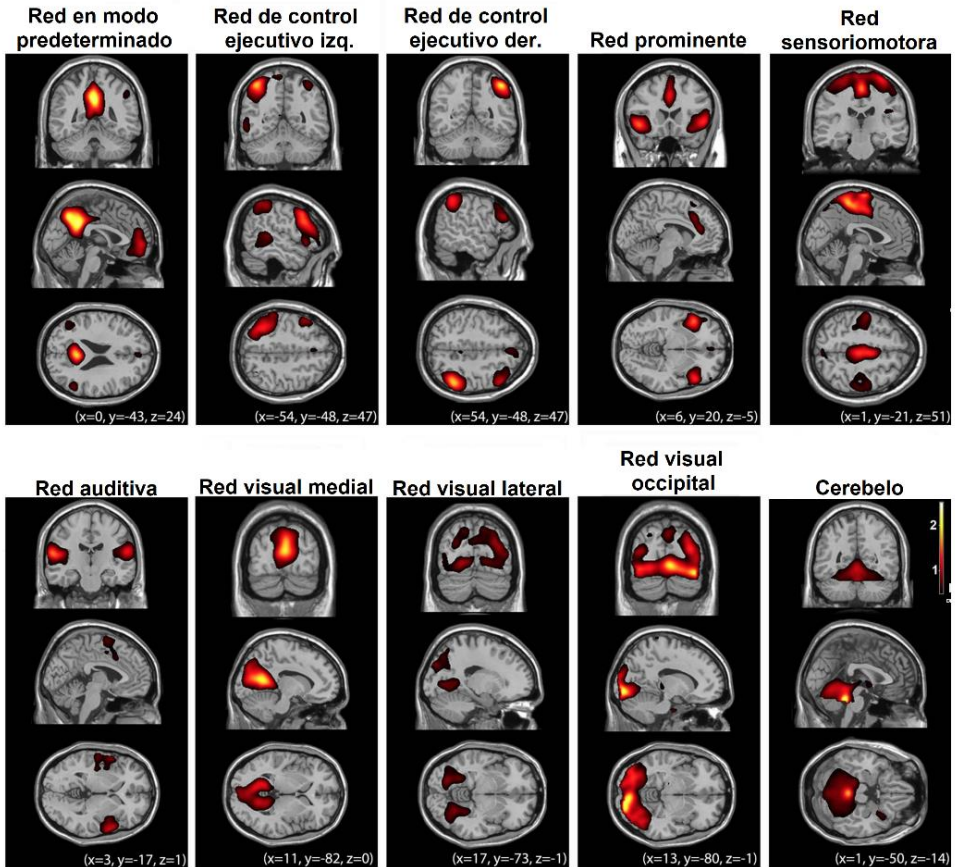 Red en modo
predeterminado
Red de control
ejecutivo izq.
Red de control
ejecutivo der.
Red prominente
Red
sensoriomotora
(x=0, y=-43, z=24)
(x=-54, y=-48, z=47)
(x=54, y=-48, z=47)
(x=6, y=20, z=-5)
(x=1, y=-21, z=51)
Red auditiva
Red visual medial
Red visual lateral
Red visual
occipital
Cerebelo
2
1
(x=3, y=-17, z=1)
(x=11, y=-82, z=0)
(x=17, y=-73, z=-1)
(x=13, y=-80, z=-1)
(x=1, y=-50, z=-14)